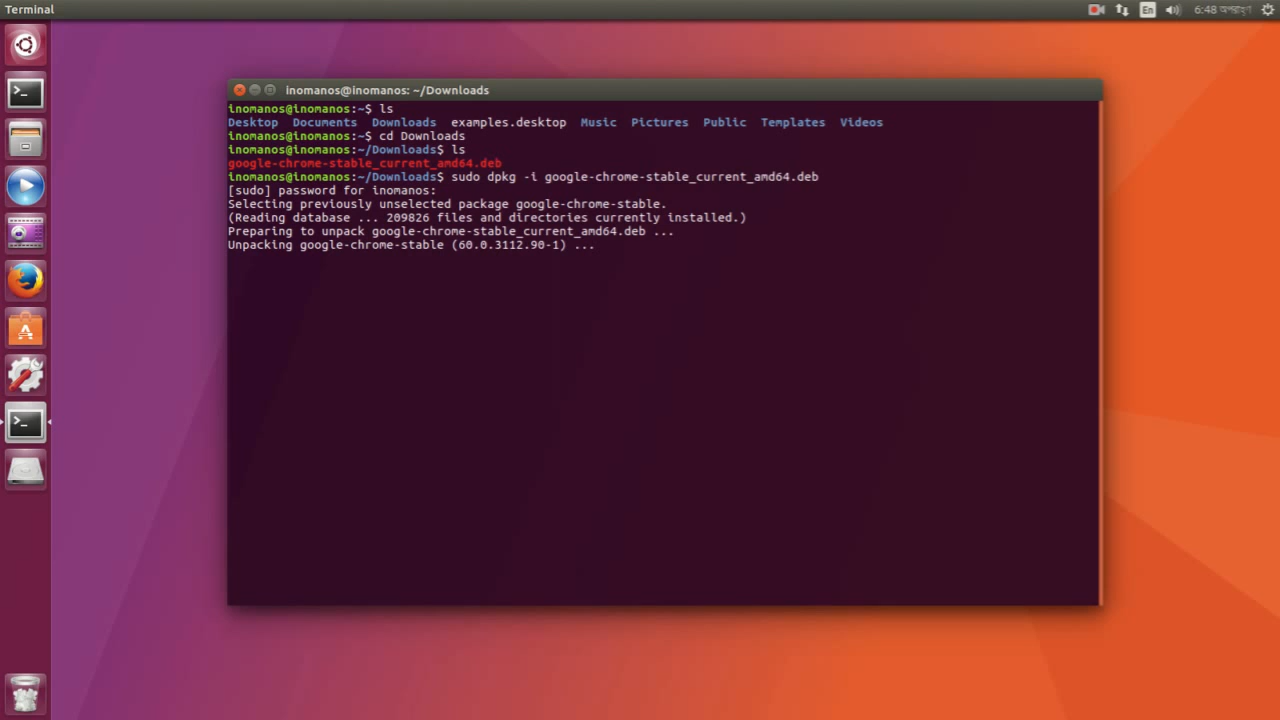 Terminal
En
6:48 অপরাহ্ণ
inomanos@inomanos: ~/Downloads
inomanos@inomanos:~$ ls
Desktop Documents Downloads examples.desktop Music Pictures Public Templates Videos
inomanos@inomanos:~$ cd Downloads
inomanos@inomanos:~/Downloads$ ls
google-chrome-stable_current_amd64.deb
inomanos@inomanos:~/Downloads$ sudo dpkg -i google-chrome-stable_current_amd64.deb
[sudo] password for inomanos:
Selecting previously unselected package google-chrome-stable.
(Reading database ... 209826 files and directories currently installed.)
Preparing to unpack google-chrome-stable_current_amd64.deb ...
Unpacking google-chrome-stable (60.0.3112.90-1) ...